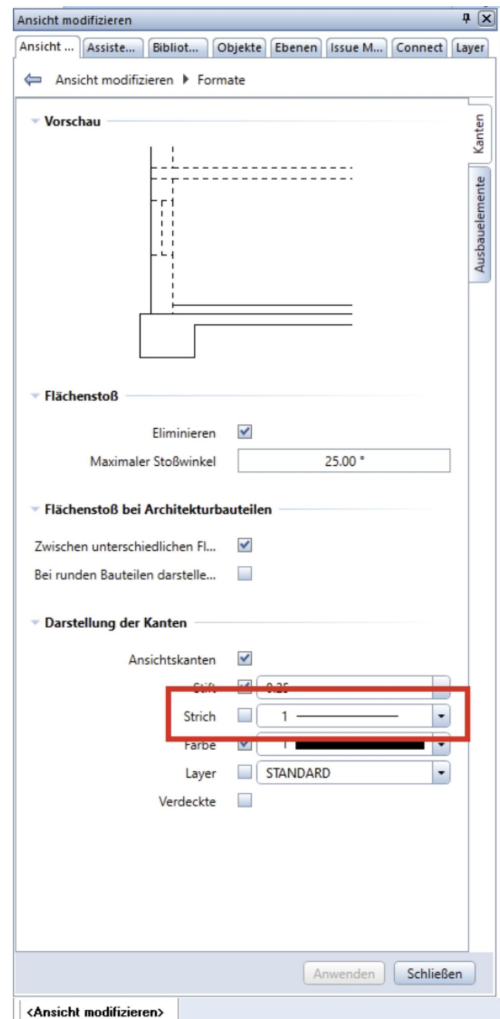 Ansicht modifizieren
Ansicht ... Assiste... Bibliot... Objekte Ebenen Issue M... Connect Layer
Ansicht modifizieren Formate
Vorschau
Kanten
Ausbauelemente
Flächenstoß
Eliminieren
Maximaler Stoßwinkel 25.00 °
Flächenstoß bei Architekturbauteilen
Zwischen unterschiedlichen Fl...
Bei runden Bauteilen darstelle...
Darstellung der Kanten
Ansichtskanten
Stift 0.25
Strich 1
Farbe 1
Layer STANDARD
Verdeckte
Anwenden Schließen
<Ansicht modifizieren>